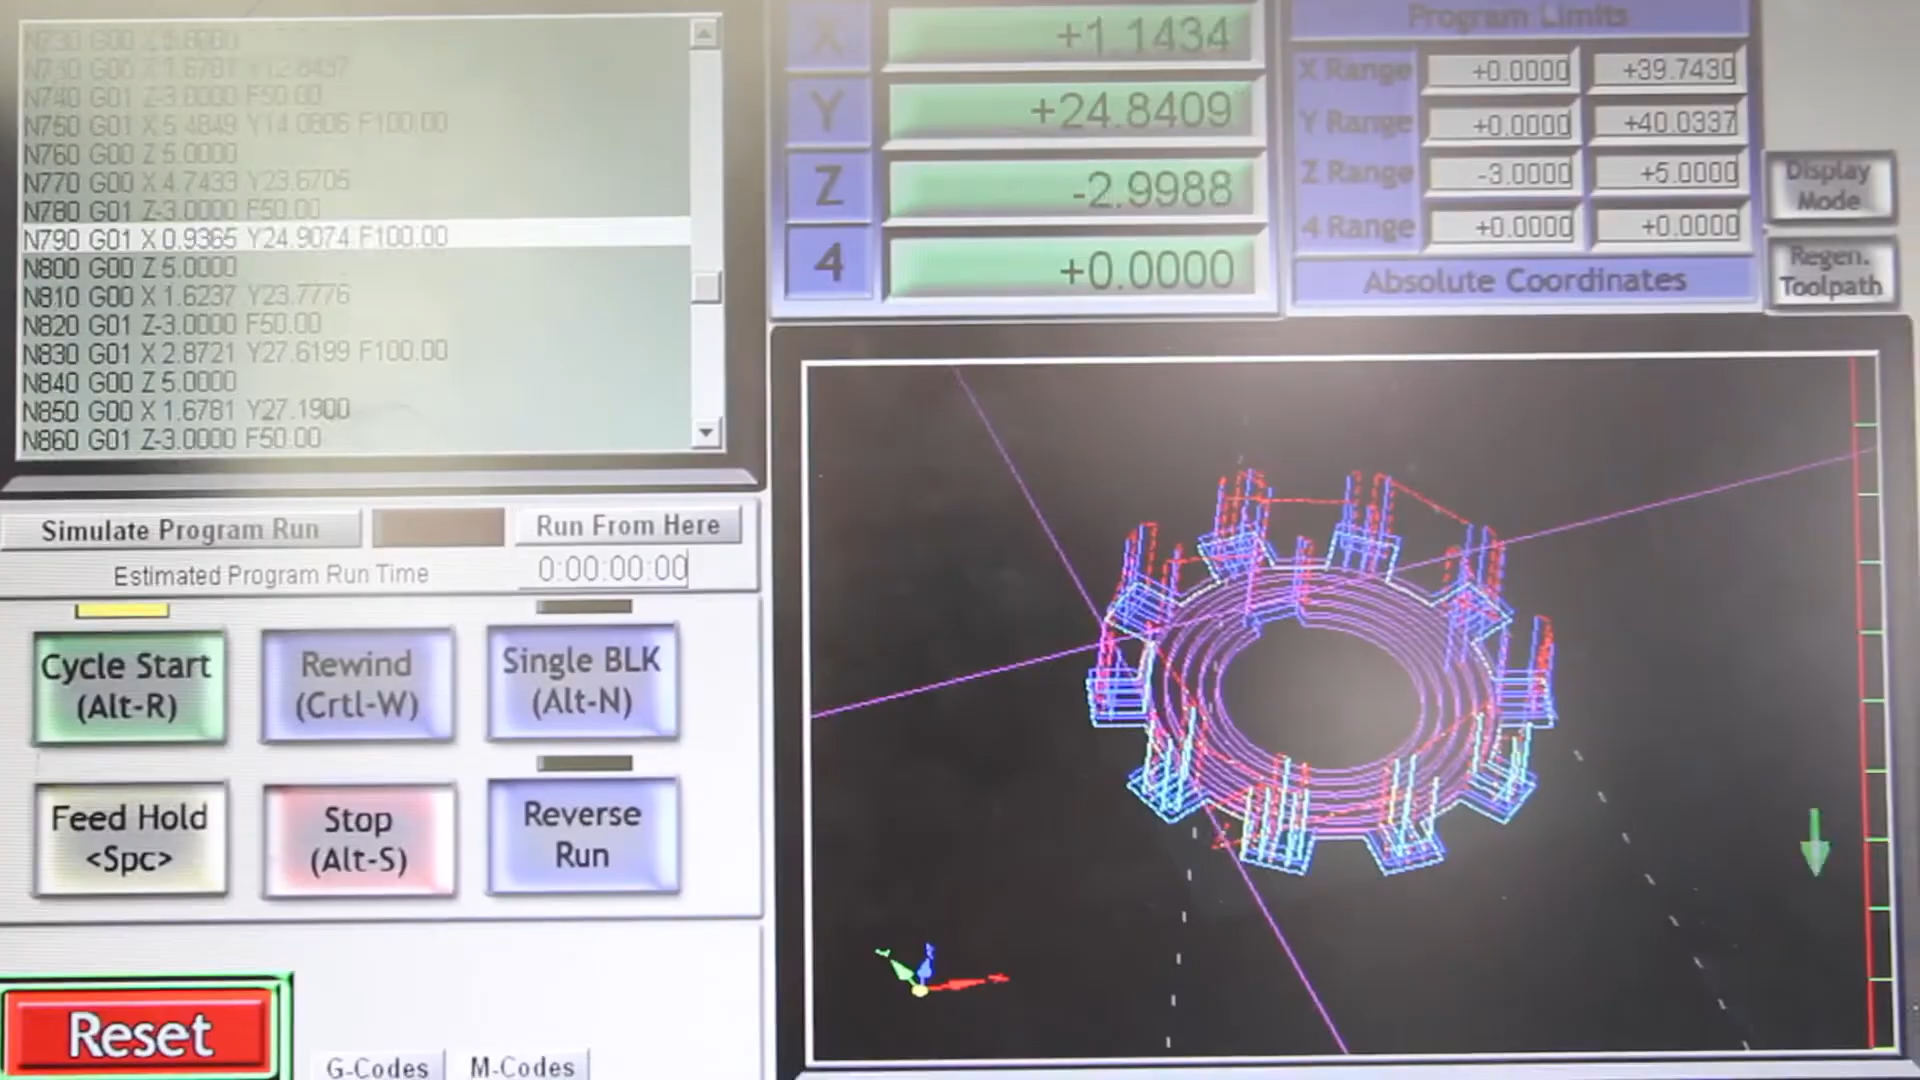 N730 G00 X 1.6781 Y12.8437
N740 G01 Z-3.0000 F50.00
N750 G01 X 5.4849 Y14.0806 F100.00
N760 G00 Z 5.0000
N770 G00 X 4.7433 Y23.6705
N780 G01 Z-3.0000 F50.00
N790 G01 X 0.9365 Y24.9074 F100.00
N800 G00 Z 5.0000
N810 G00 X 1.6237 Y23.7776
N820 G01 Z-3.0000 F50.00
N830 G01 X 2.8721 Y27.6199 F100.00
N840 G00 Z 5.0000
N850 G00 X 1.6781 Y27.1900
N860 G01 Z-3.0000 F50.00
X +1.1434
Y +24.8409
Z -2.9988
4 +0.0000
Program Limits
X Range +0.0000 +39.7430
Y Range +0.0000 +40.0337
Z Range -3.0000 +5.0000
4 Range +0.0000 +0.0000
Absolute Coordinates
Display
Mode
Regen.
Toolpath
Simulate Program Run
Run From Here
Estimated Program Run Time 0:00:00:00
Cycle Start
(Alt-R)
Rewind
(Crtl-W)
Single BLK
(Alt-N)
Feed Hold
<Spc>
Stop
(Alt-S)
Reverse
Run
Reset
G-Codes
M-Codes